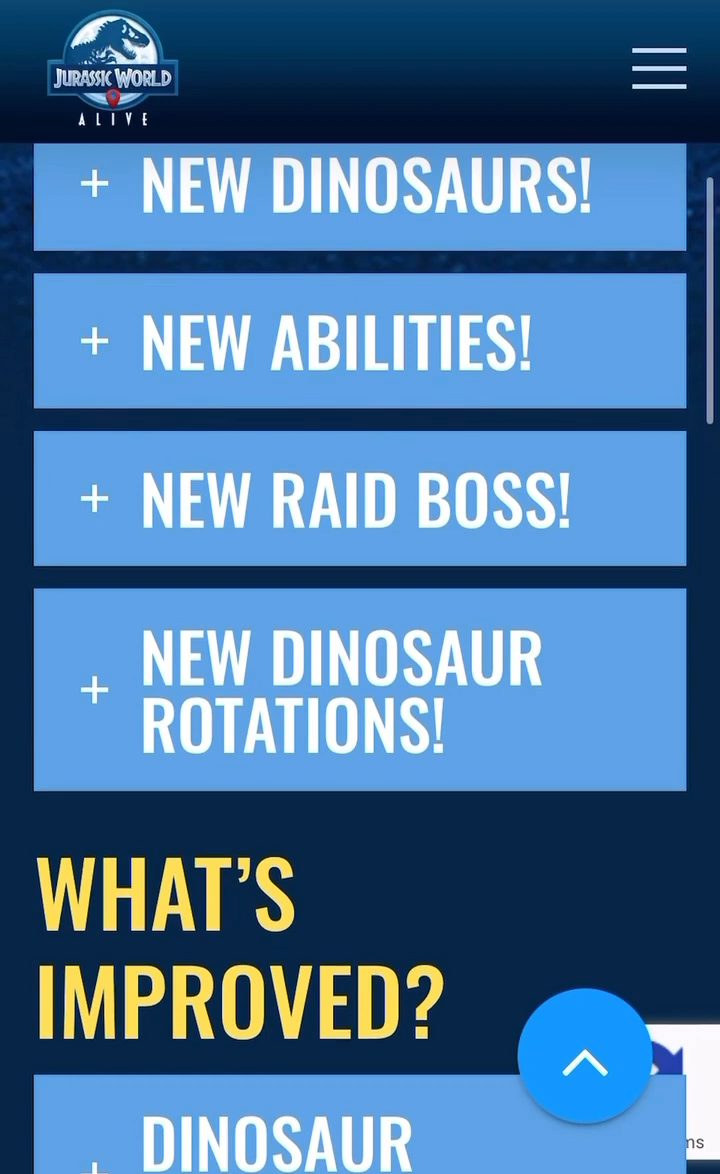 JURASSIC WORLD
ALIVE
+ NEW DINOSAURS!
+ NEW ABILITIES!
+ NEW RAID BOSS!
+ NEW DINOSAUR
ROTATIONS!
WHAT’S
IMPROVED?
DINOSAUR